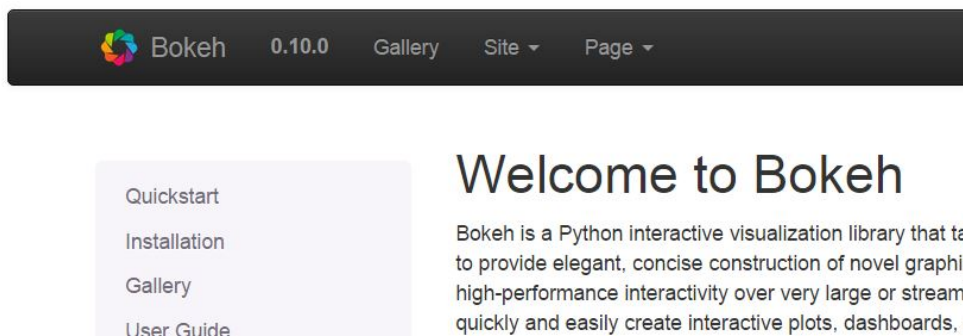 Bokeh 0.10.0 Gallery Site Page
Welcome to Bokeh
Quickstart
Installation
Gallery
User Guide
Bokeh is a Python interactive visualization library that
to provide elegant, concise construction of novel
high-performance interactivity over very large or
quickly and easily create interactive plots, dashboards,